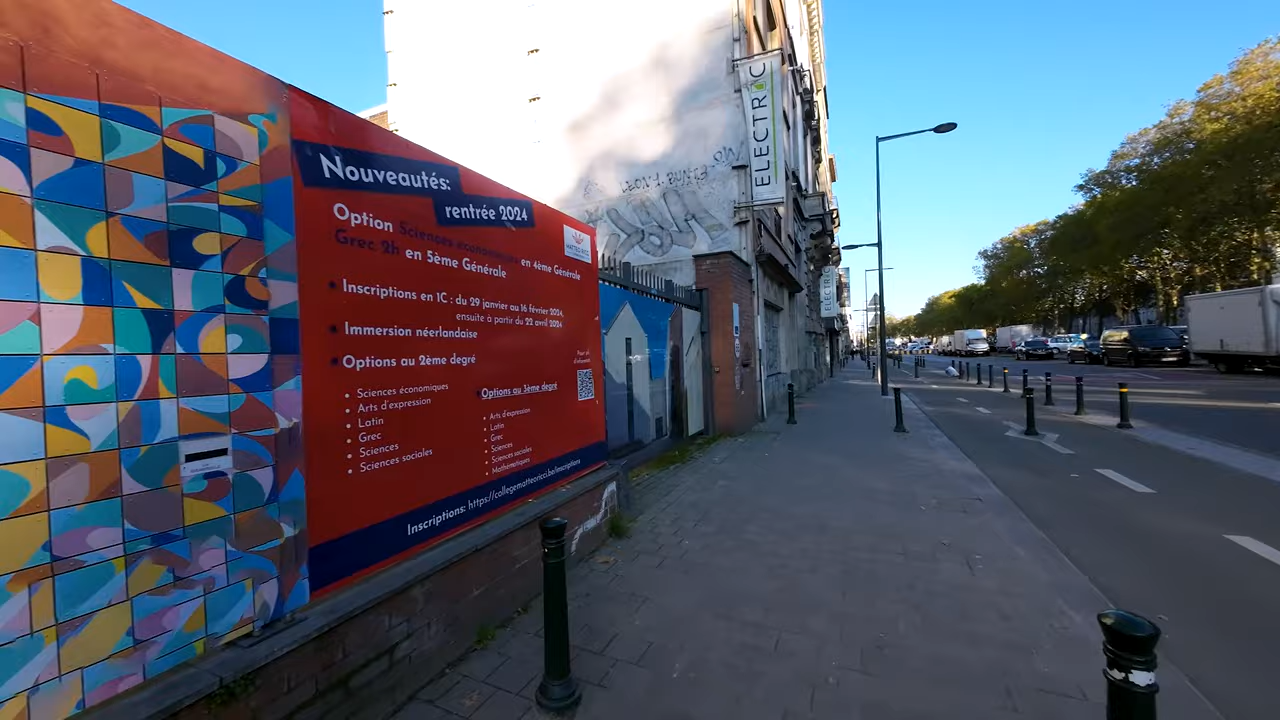 Nouveautés:
rentrée 2024
Option Sciences économiques en 4ème Générale
Grec 2h en 5ème Générale
Inscriptions en 1C : du 29 janvier au 16 février 2024,
ensuite à partir du 22 avril 2024
Immersion néerlandaise
Options au 2ème degré
• Sciences économiques
• Arts d'expression
• Latin
• Grec
• Sciences
• Sciences sociales
Options au 3ème degré
• Arts d'expression
• Latin
• Grec
• Sciences
• Sciences sociales
• Mathématiques
Inscriptions: https://collegematteoricci.be/inscriptions
ELECTRIC
ELECTR